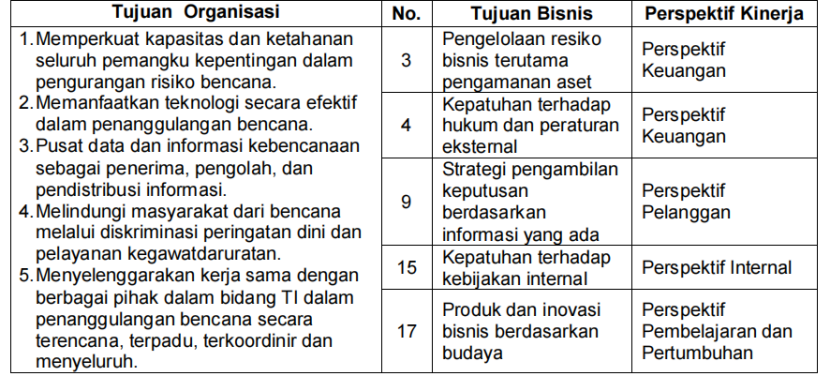 Tujuan Organisasi
No.
Tujuan Bisnis
Perspektif Kinerja
1.Memperkuat kapasitas dan ketahanan
seluruh pemangku kepentingan dalam
pengurangan risiko bencana.
2.Memanfaatkan teknologi secara efektif
dalam penanggulangan bencana.
3.Pusat data dan informasi kebencanaan
sebagai penerima, pengolah, dan
pendistribusi informasi.
4.Melindungi masyarakat dari bencana
melalui diskriminasi peringatan dini dan
pelayanan kegawatdaruratan.
5.Menyelenggarakan kerja sama dengan
berbagai pihak dalam bidang TI dalam
penanggulangan bencana secara
terencana, terpadu, terkoordinir dan
menyeluruh.
3
Pengelolaan resiko
bisnis terutama
pengamanan aset
Perspektif
Keuangan
4
Kepatuhan terhadap
hukum dan peraturan
eksternal
Perspektif
Keuangan
9
Strategi pengambilan
keputusan
berdasarkan
informasi yang ada
Perspektif
Pelanggan
15
Kepatuhan terhadap
kebijakan internal
Perspektif Internal
17
Produk dan inovasi
bisnis berdasarkan
budaya
Perspektif
Pembelajaran dan
Pertumbuhan